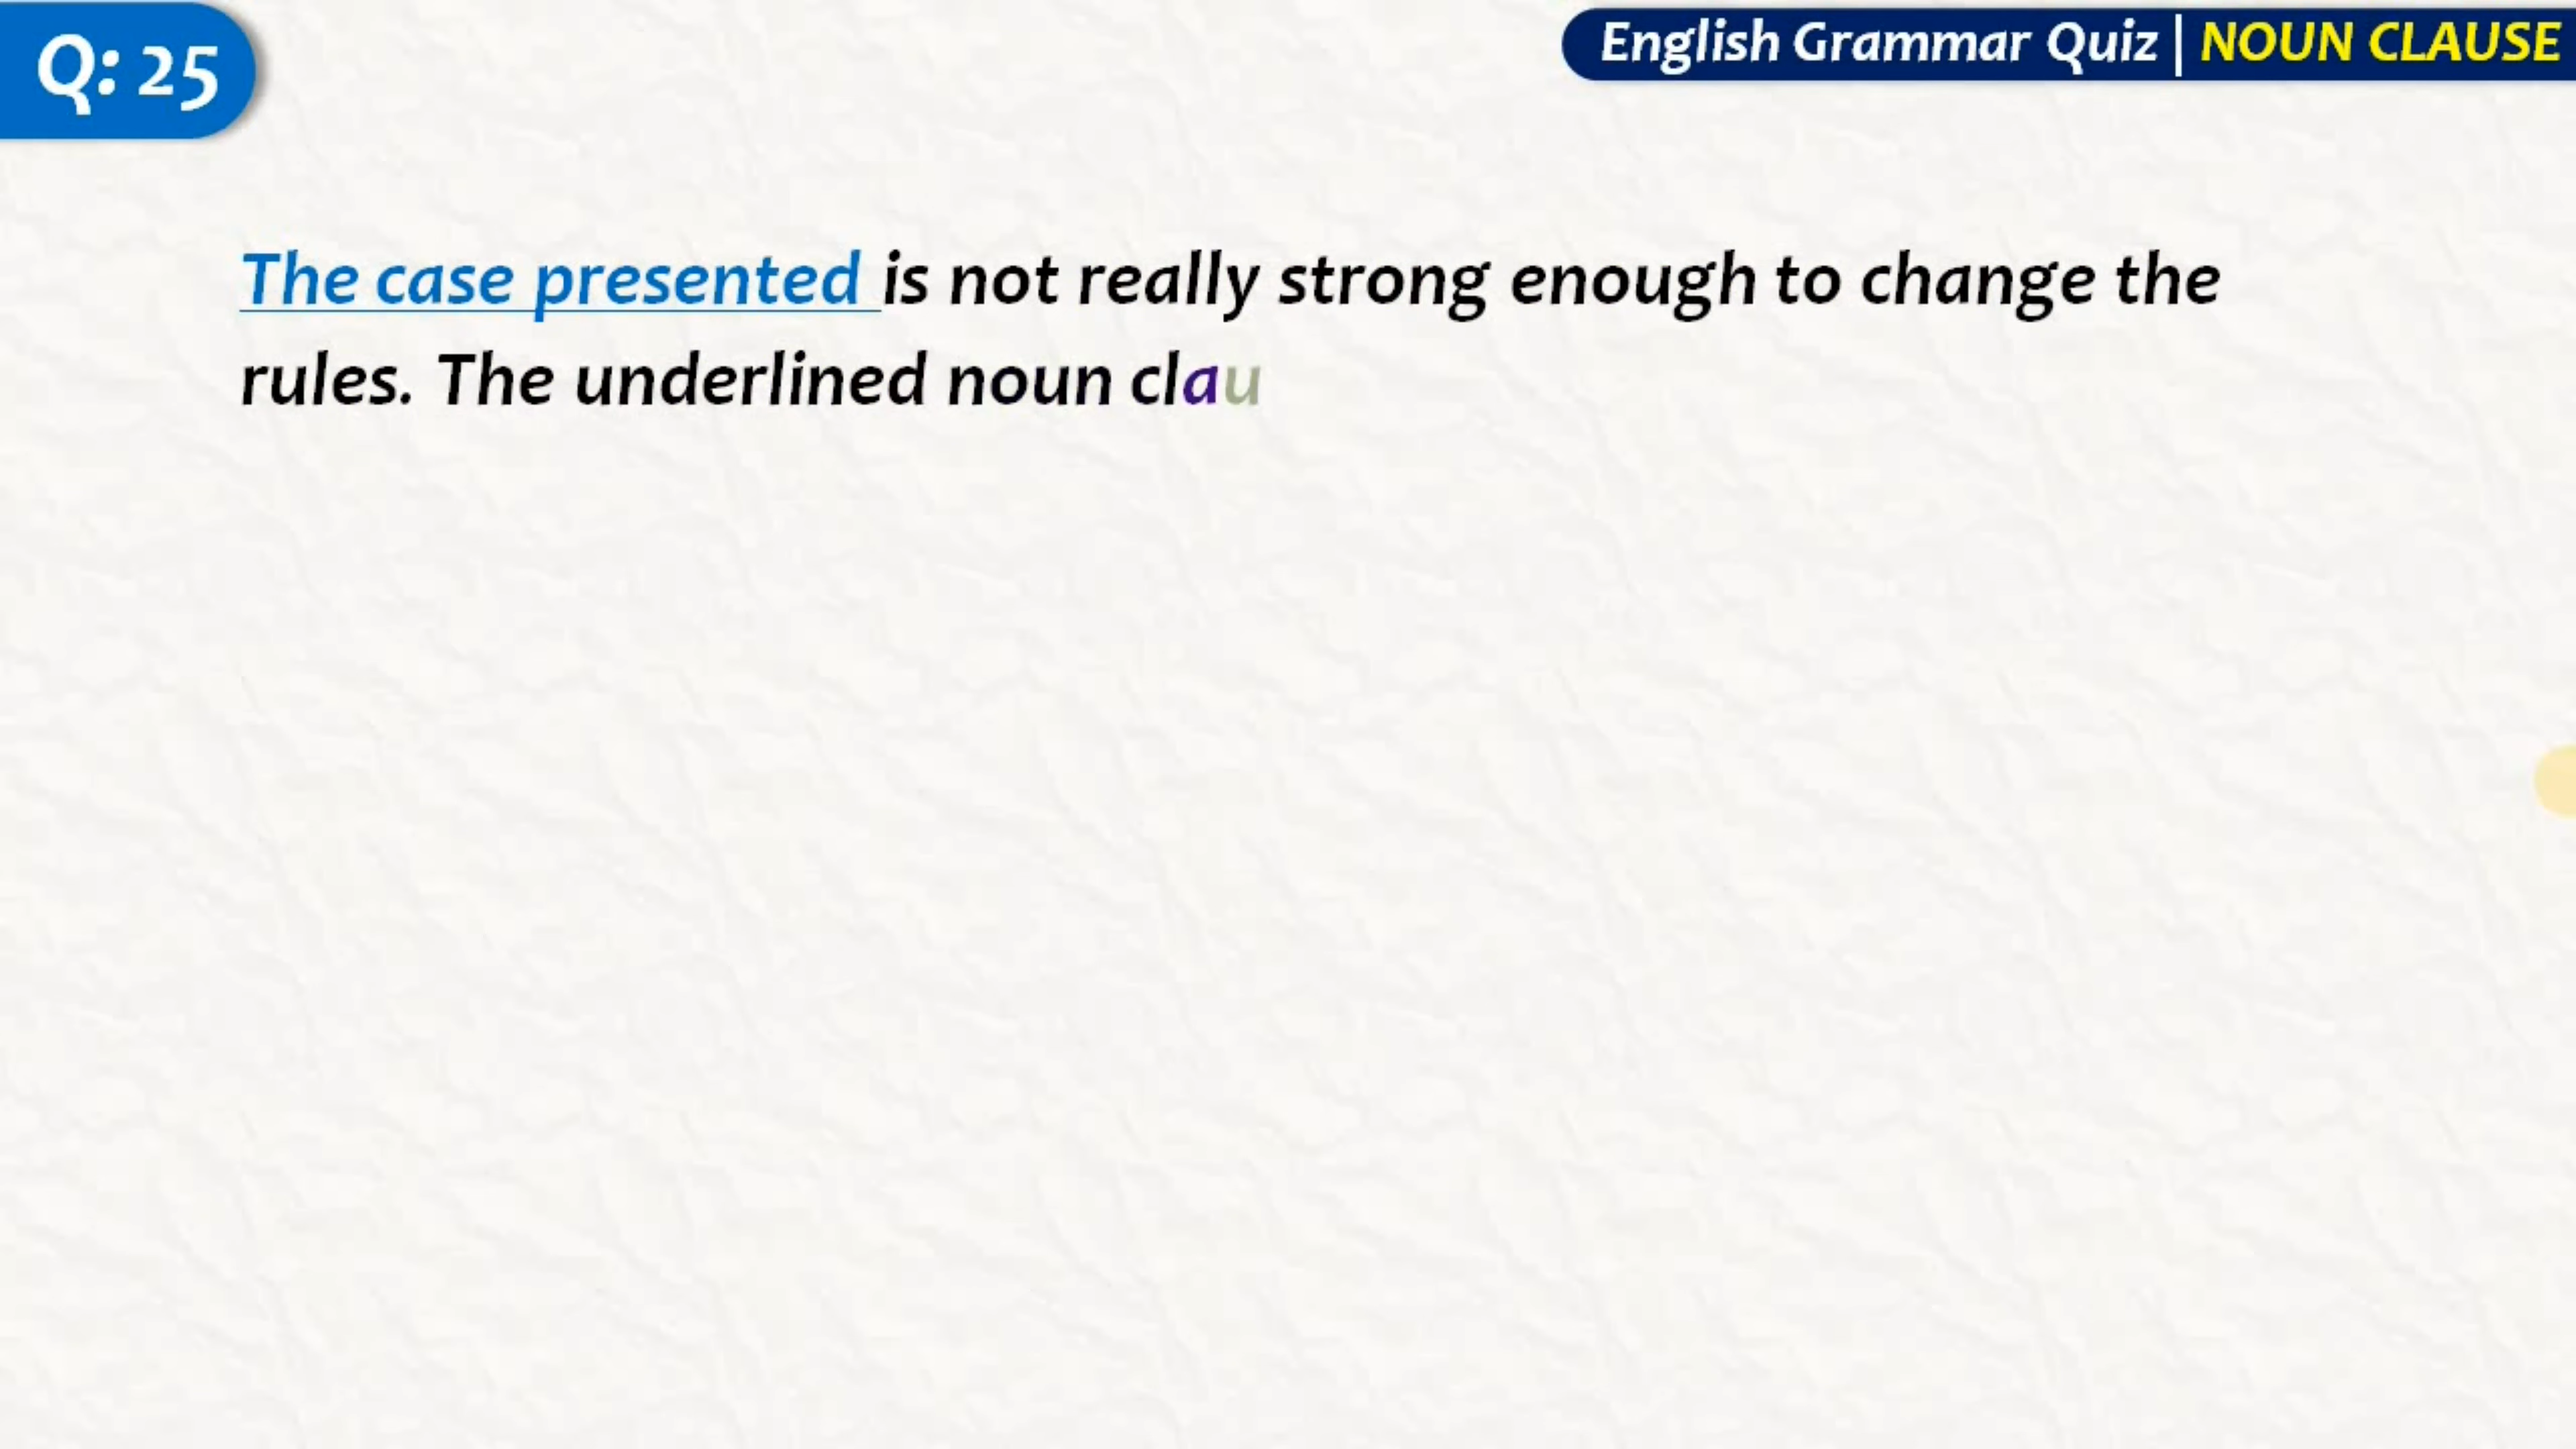 Q: 25
English Grammar Quiz | NOUN CLAUSE
The case presented is not really strong enough to change the
rules. The underlined noun clau